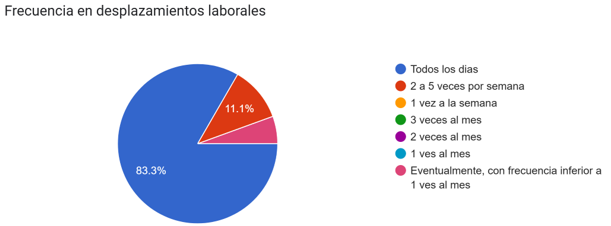 Frecuencia en desplazamientos laborales
Todos los dias
2 a 5 veces por semana
1 vez a la semana
3 veces al mes
2 veces al mes
1 ves al mes
Eventualmente, con frecuencia inferior a
1 ves al mes
11.1%
83.3%